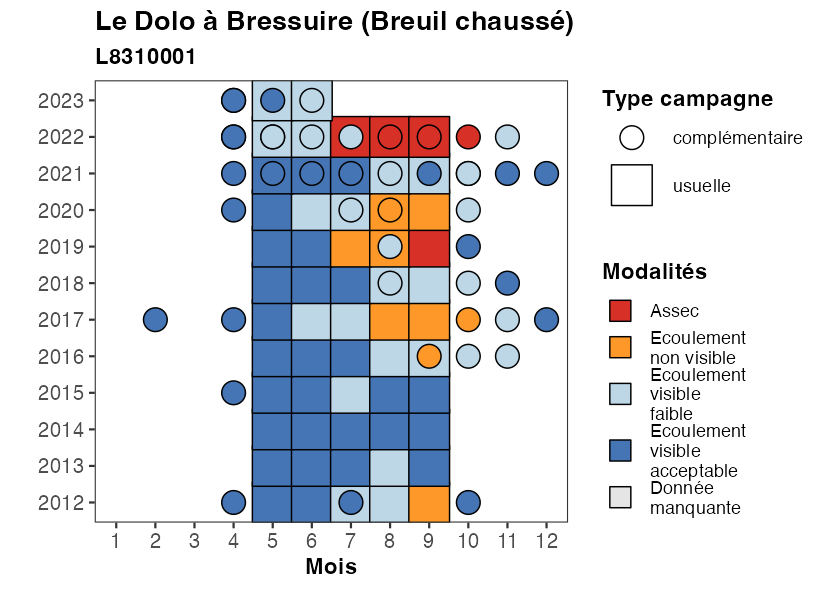 Le Dolo à Bressuire (Breuil chaussé)
L8310001
2023
2022
2021
2020
2019
2018
2017
2016
2015
2014
2013
2012
1 2 3 4 5 6 7 8 9 10 11 12
Mois
Type campagne
complémentaire
usuelle
Modalités
Assec
Ecoulement
non visible
Ecoulement
visible
faible
Ecoulement
visible
acceptable
Donnée
manquante